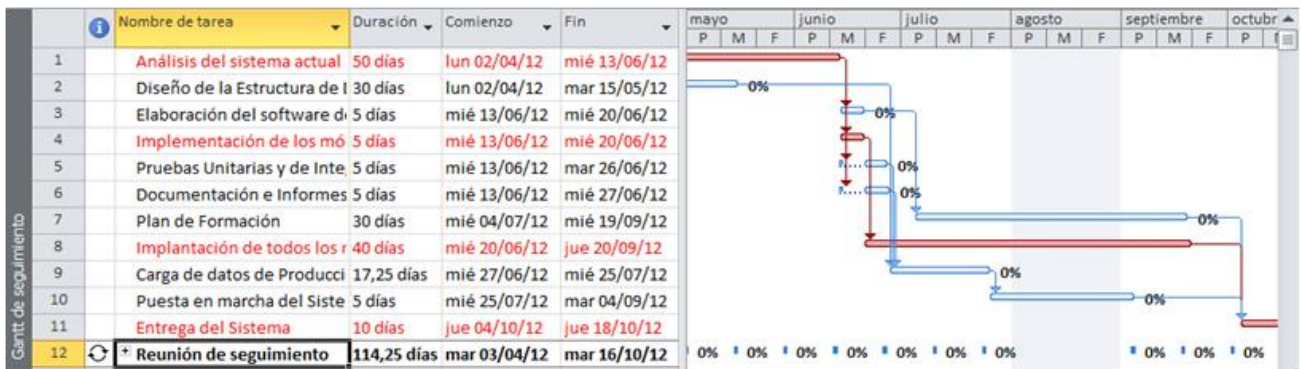 Nombre de tarea Duración Comienzo Fin mayo junio julio agosto septiembre octubr
P M F P M F P M F P M F P M F P
1 Análisis del sistema actual 50 días lun 02/04/12 mié 13/06/12
2 Diseño de la Estructura de 30 días lun 02/04/12 mar 15/05/12 0%
3 Elaboración del software d 5 días mié 13/06/12 mié 20/06/12 0%
4 Implementación de los mó 5 días mié 13/06/12 mié 20/06/12
5 Pruebas Unitarias y de Inte 5 días mié 13/06/12 mar 26/06/12 0%
6 Documentación e Informes 5 días mié 13/06/12 mié 27/06/12 0%
7 Plan de Formación 30 días mié 04/07/12 mié 19/09/12 0%
8 Implantación de todos los 40 días mié 20/06/12 jue 20/09/12
9 Carga de datos de Producci 17,25 días mié 27/06/12 mié 25/07/12 0%
10 Puesta en marcha del Siste 5 días mié 25/07/12 mar 04/09/12 0%
11 Entrega del Sistema 10 días jue 04/10/12 jue 18/10/12
12 + Reunión de seguimiento 114,25 días mar 03/04/12 mar 16/10/12 0% 0% 0% 0% 0% 0% 0% 0% 0%
Gantt de seguimiento